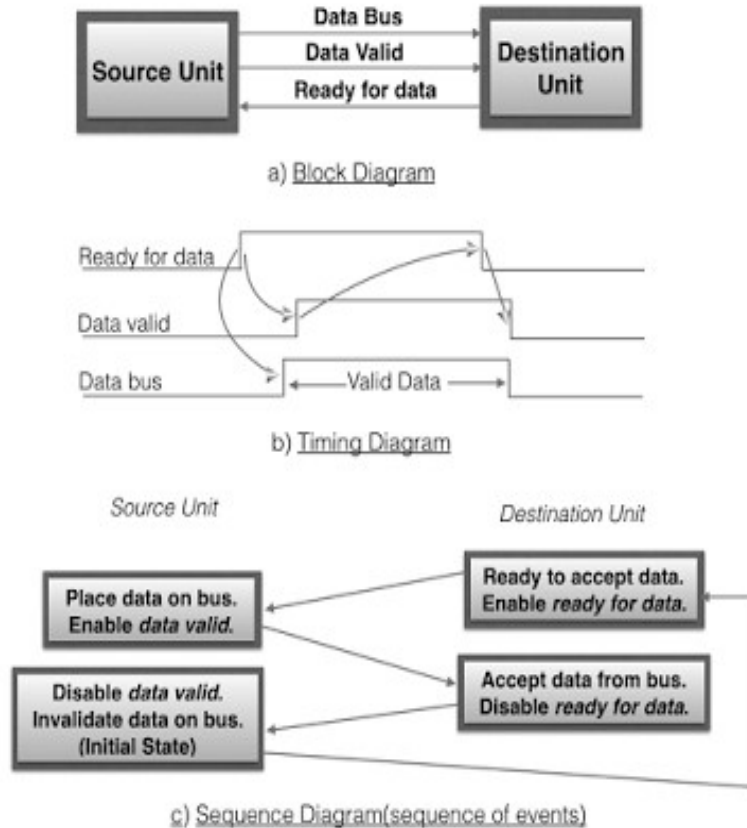 Data Bus
Source Unit
Data Valid
Destination
Unit
Ready for data
a) Block Diagram
Ready for data
Data valid
Data bus
Valid Data
b) Timing Diagram
Source Unit
Destination Unit
Place data on bus.
Enable data valid.
Ready to accept data.
Enable ready for data.
Disable data valid.
Invalidate data on bus.
(Initial State)
Accept data from bus.
Disable ready for data.
c) Sequence Diagram(sequence of events)